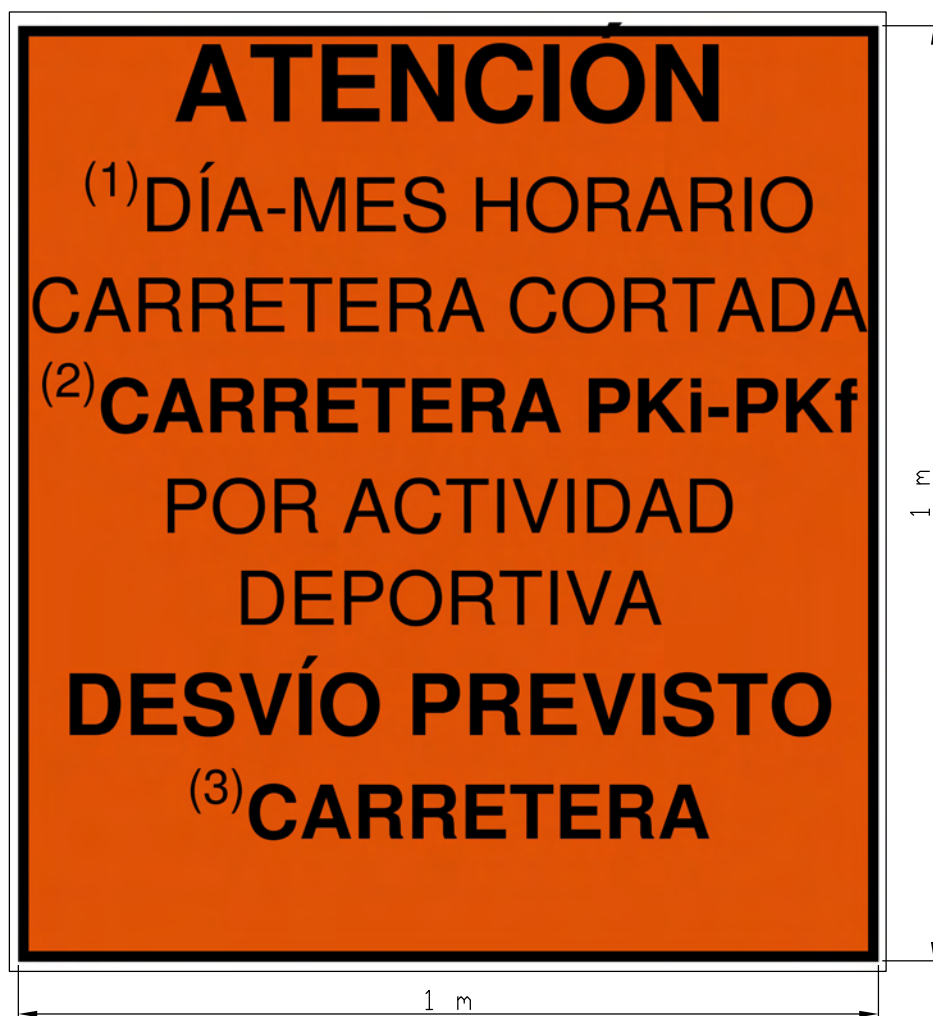 ATENCIÓN
(1)DÍA-MES HORARIO
CARRETERA CORTADA
(2)CARRETERA PKi-PKf
POR ACTIVIDAD
DEPORTIVA
DESVÍO PREVISTO
(3)CARRETERA
1 m
1 m